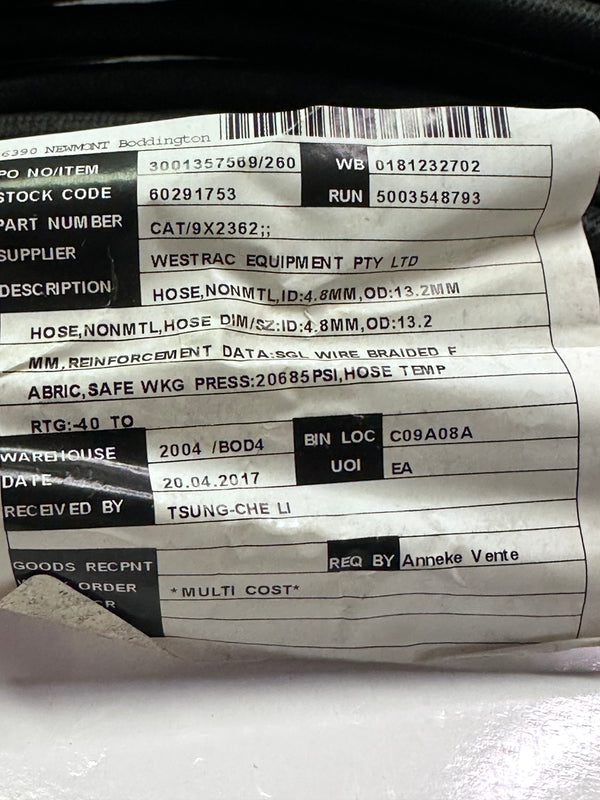 6390 NEWMONT Boddington
PO NO/ITEM 3001357569/260 WB 0181232702
STOCK CODE 60291753 RUN 5003548793
PART NUMBER CAT/9X2362;;
SUPPLIER WESTRAC EQUIPMENT PTY LTD
DESCRIPTION HOSE,NONMTL,ID:4.8MM,OD:13.2MM
HOSE,NONMTL,HOSE DIM/SZ:ID:4.8MM,OD:13.2
MM,REINFORCEMENT DATA:SGL WIRE BRAIDED F
ABRIC,SAFE WKG PRESS:20685PSI,HOSE TEMP
RTG:-40 TO
WAREHOUSE 2004 /BOD4 BIN LOC C09A08A
DATE 20.04.2017 UOI EA
RECEIVED BY TSUNG-CHE LI
GOODS RECPNT REQ BY Anneke Vente
ORDER *MULTI COST*